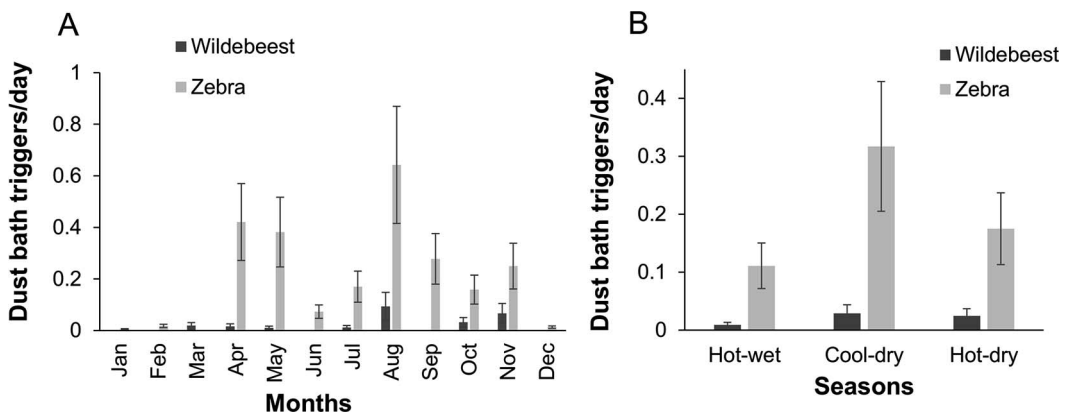 A
Wildebeest
Zebra
Dust bath triggers/day
1
0.8
0.6
0.4
0.2
0
Jan
Feb
Mar
Apr
May
Jun
Jul
Aug
Sep
Oct
Nov
Dec
Months
B
Wildebeest
Zebra
Dust bath triggers/day
0.4
0.3
0.2
0.1
0
Hot-wet
Cool-dry
Hot-dry
Seasons